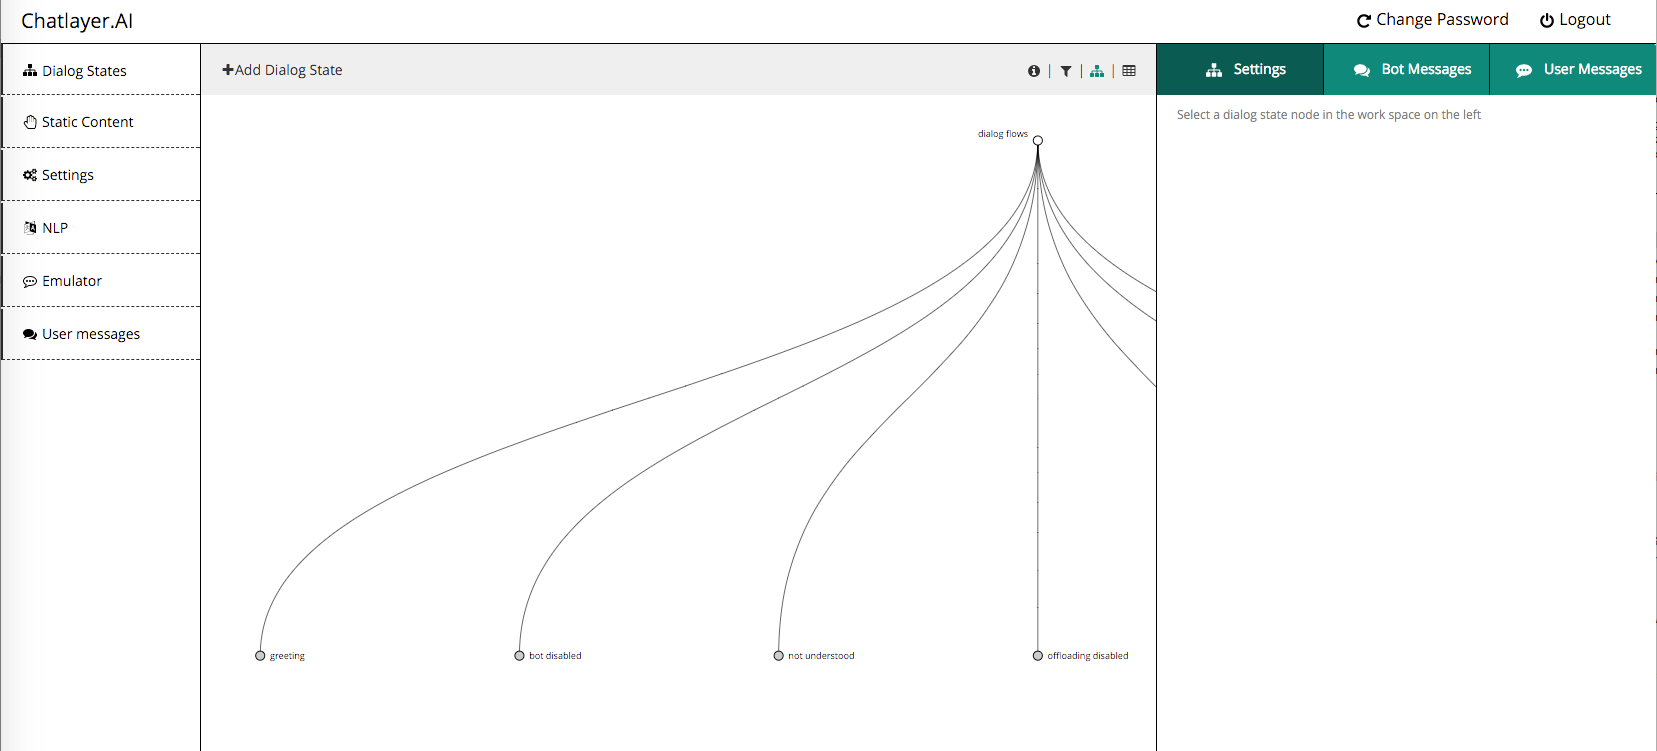 Chatlayer.AI
Change Password
Logout
Dialog States
Static Content
Settings
NLP
Emulator
User messages
+Add Dialog State
Settings
Bot Messages
User Messages
Select a dialog state node in the work space on the left
dialog flows
greeting
bot disabled
not understood
offloading disabled